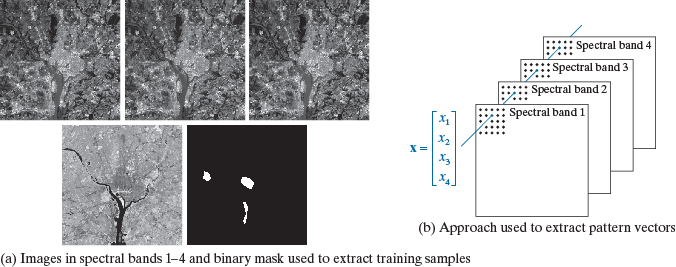 Spectral band 4
Spectral band 3
Spectral band 2
Spectral band 1
x = [x₁ x₂ x₃ x₄]
(b) Approach used to extract pattern vectors
(a) Images in spectral bands 1–4 and binary mask used to extract training samples